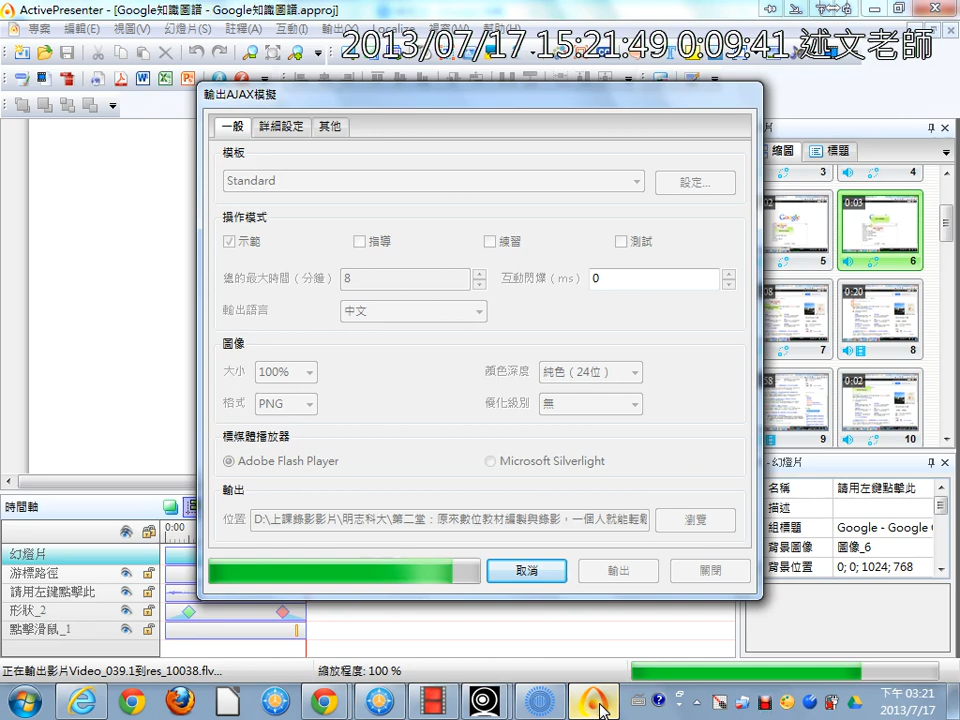 ActivePresenter - [Google知識圖譜 - Google知識圖譜.approj]
專案 編輯(E) 視圖(V) 幻燈片(S) 註釋(A) 互動(I) 輸出
2013/07/17 15:21:49 0:09:41 述文老師
輸出AJAX模擬
一般 詳細設定 其他
模板
Standard 設定...
操作模式
示範 指導 練習 測試
您的最大時間（分鐘） 8 互動閃爍（ms） 0
輸出語言 中文
圖像
大小 100% 顏色深度 純色（24位）
格式 PNG 優化級別 無
標媒體播放器
Adobe Flash Player Microsoft Silverlight
輸出
位置 D:\上課錄影影片\明志科大\第二堂：原來數位教材編製與錄影，一個人就能輕鬆 瀏覽
取消 輸出 關閉
片
縮圖 標題
3 4
0:03
5 6
0:20
7 8
0:02
9 10
- 幻燈片
名稱 請用左鍵點擊此
描述
組標題 Google - Google
背景圖像 圖像_6
背景位置 0; 0; 1024; 768
時間軸
0:00
幻燈片
游標路徑
請用左鍵點擊此
形狀_2
點擊滑鼠_1
正在輸出影片Video_039.1到res_10038.flv... 縮放程度: 100 %
下午 03:21
2013/7/17